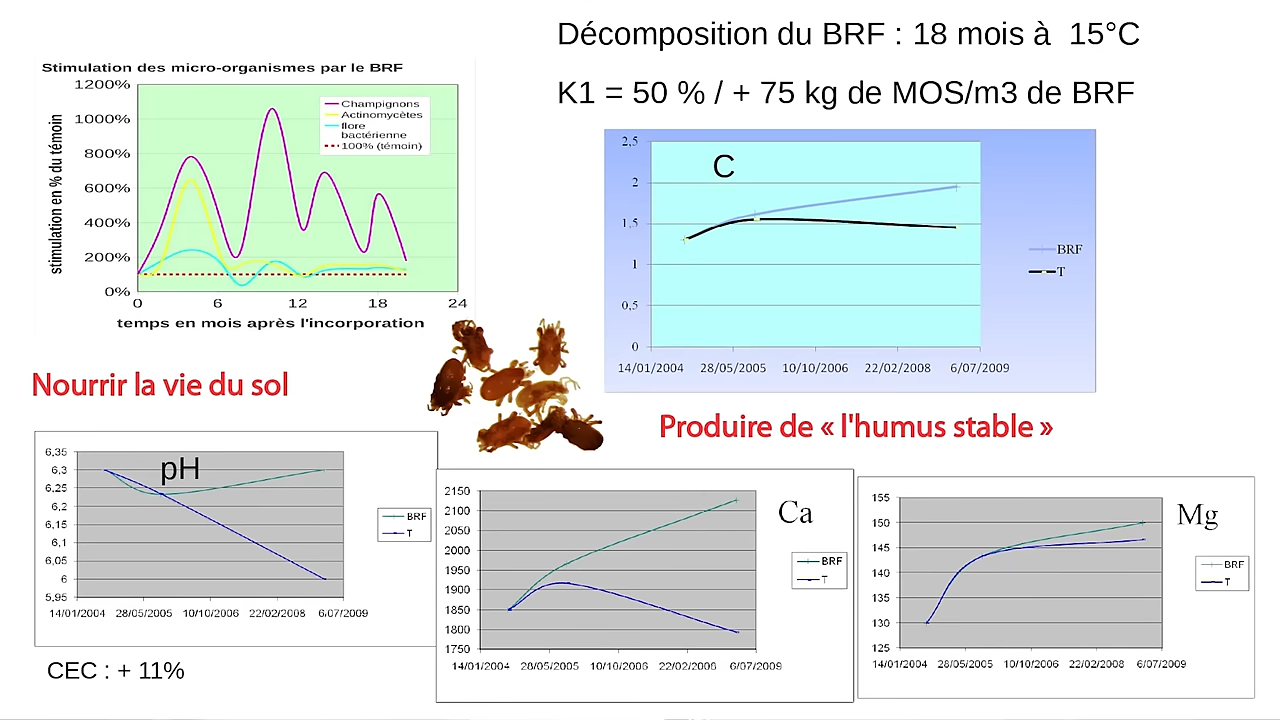 Décomposition du BRF : 18 mois à 15°C
K1 = 50 % / + 75 kg de MOS/m3 de BRF
Stimulation des micro-organismes par le BRF
stimulation en % du témoin
1200%
1000%
800%
600%
400%
200%
0%
0 6 12 18 24
temps en mois après l'incorporation
Champignons
Actinomycètes
flore
bactérienne
100% (témoin)
C
2,5
2
1,5
1
0,5
0
14/01/2004 28/05/2005 10/10/2006 22/02/2008 6/07/2009
BRF
T
Nourrir la vie du sol
Produire de « l'humus stable »
pH
6,35
6,3
6,25
6,2
6,15
6,1
6,05
6
5,95
14/01/2004 28/05/2005 10/10/2006 22/02/2008 6/07/2009
BRF
T
CEC : + 11%
Ca
2150
2100
2050
2000
1950
1900
1850
1800
1750
14/01/2004 28/05/2005 10/10/2006 22/02/2006 6/07/2009
BRF
T
Mg
155
150
145
140
135
130
125
14/01/2004 28/05/2005 10/10/2006 22/02/2008 6/07/2009
BRF
T